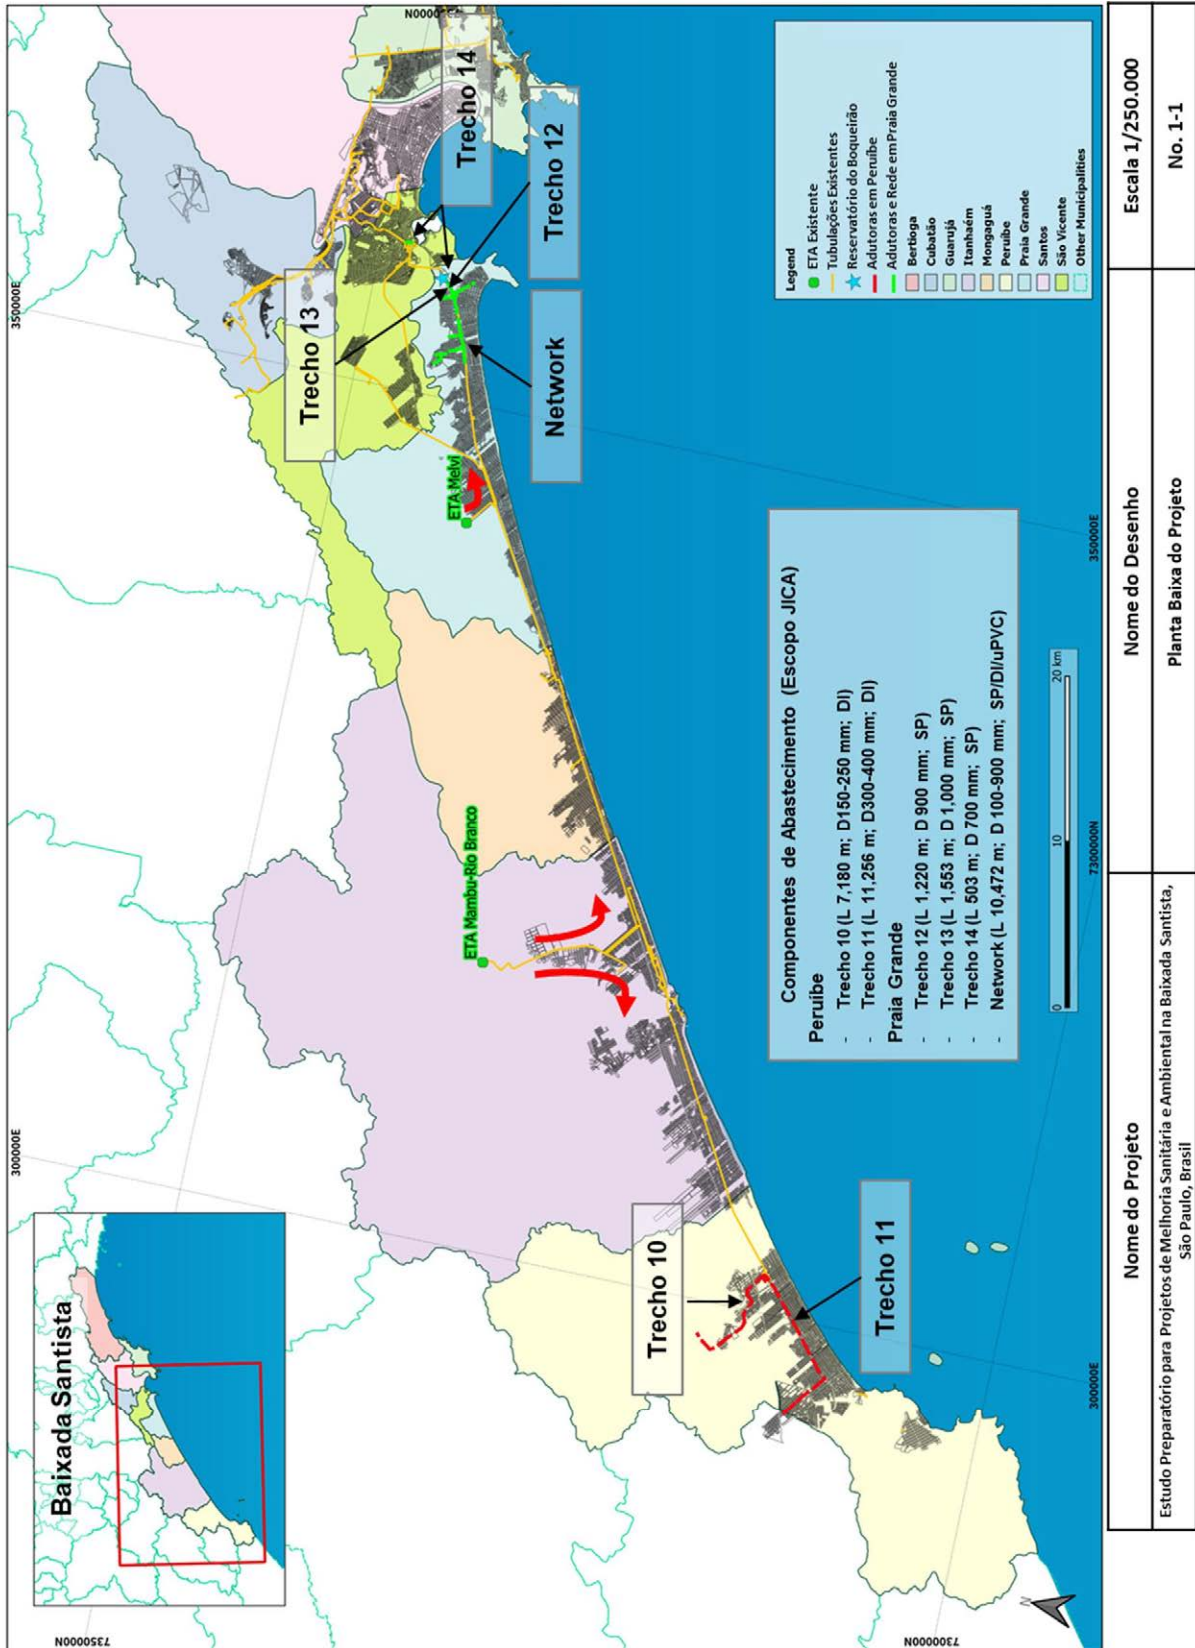 Baixada Santista
300000E
350000E
7350000N
7350000N
7300000N
7300000N
300000E
350000E
ETA Mambu-Rio Branco
ETA Melvi
Trecho 10
Trecho 11
Trecho 13
Trecho 14
Trecho 12
Network
Componentes de Abastecimento (Escopo JICA)
Peruíbe
- Trecho 10 (L 7,180 m; D150-250 mm; DI)
- Trecho 11 (L 11,256 m; D300-400 mm; DI)
Praia Grande
- Trecho 12 (L 1,220 m; D 900 mm; SP)
- Trecho 13 (L 1,553 m; D 1,000 mm; SP)
- Trecho 14 (L 503 m; D 700 mm; SP)
- Network (L 10,472 m; D 100-900 mm; SP/DI/uPVC)
0 10 20 km
Legend
ETA Existente
Tubulações Existentes
Reservatório do Boqueirão
Adutoras em Peruíbe
Adutoras e Rede em Praia Grande
Bertioga
Cubatão
Guarujá
Itanhaém
Mongaguá
Peruíbe
Praia Grande
Santos
São Vicente
Other Municipalities
N
Nome do Projeto
Estudo Preparatório para Projetos de Melhoria Sanitária e Ambiental na Baixada Santista,
São Paulo, Brasil
Nome do Desenho
Planta Baixa do Projeto
Escala 1/250.000
No. 1-1